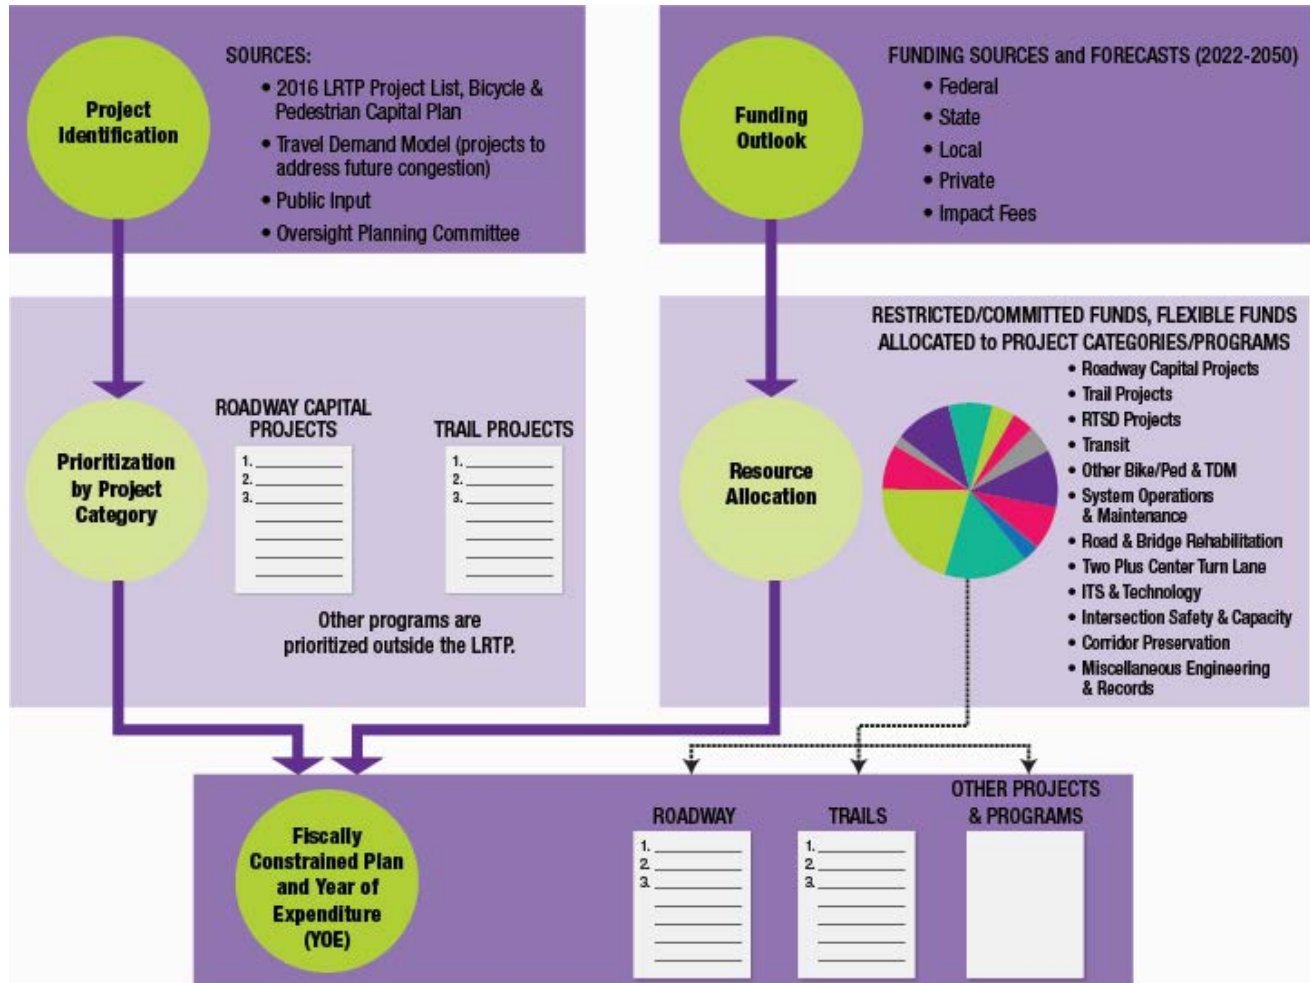 Project
Identification
SOURCES:
• 2016 LRTP Project List, Bicycle &
Pedestrian Capital Plan
• Travel Demand Model (projects to
address future congestion)
• Public Input
• Oversight Planning Committee
Funding
Outlook
FUNDING SOURCES and FORECASTS (2022-2050)
• Federal
• State
• Local
• Private
• Impact Fees
Prioritization
by Project
Category
ROADWAY CAPITAL
PROJECTS
1.
2.
3.
TRAIL PROJECTS
1.
2.
3.
Other programs are
prioritized outside the LRTP.
Resource
Allocation
RESTRICTED/COMMITTED FUNDS, FLEXIBLE FUNDS
ALLOCATED to PROJECT CATEGORIES/PROGRAMS
• Roadway Capital Projects
• Trail Projects
• RTSD Projects
• Transit
• Other Bike/Ped & TDM
• System Operations
& Maintenance
• Road & Bridge Rehabilitation
• Two Plus Center Turn Lane
• ITS & Technology
• Intersection Safety & Capacity
• Corridor Preservation
• Miscellaneous Engineering
& Records
Fiscally
Constrained Plan
and Year of
Expenditure
(YOE)
ROADWAY
1.
2.
3.
TRAILS
1.
2.
3.
OTHER PROJECTS
& PROGRAMS